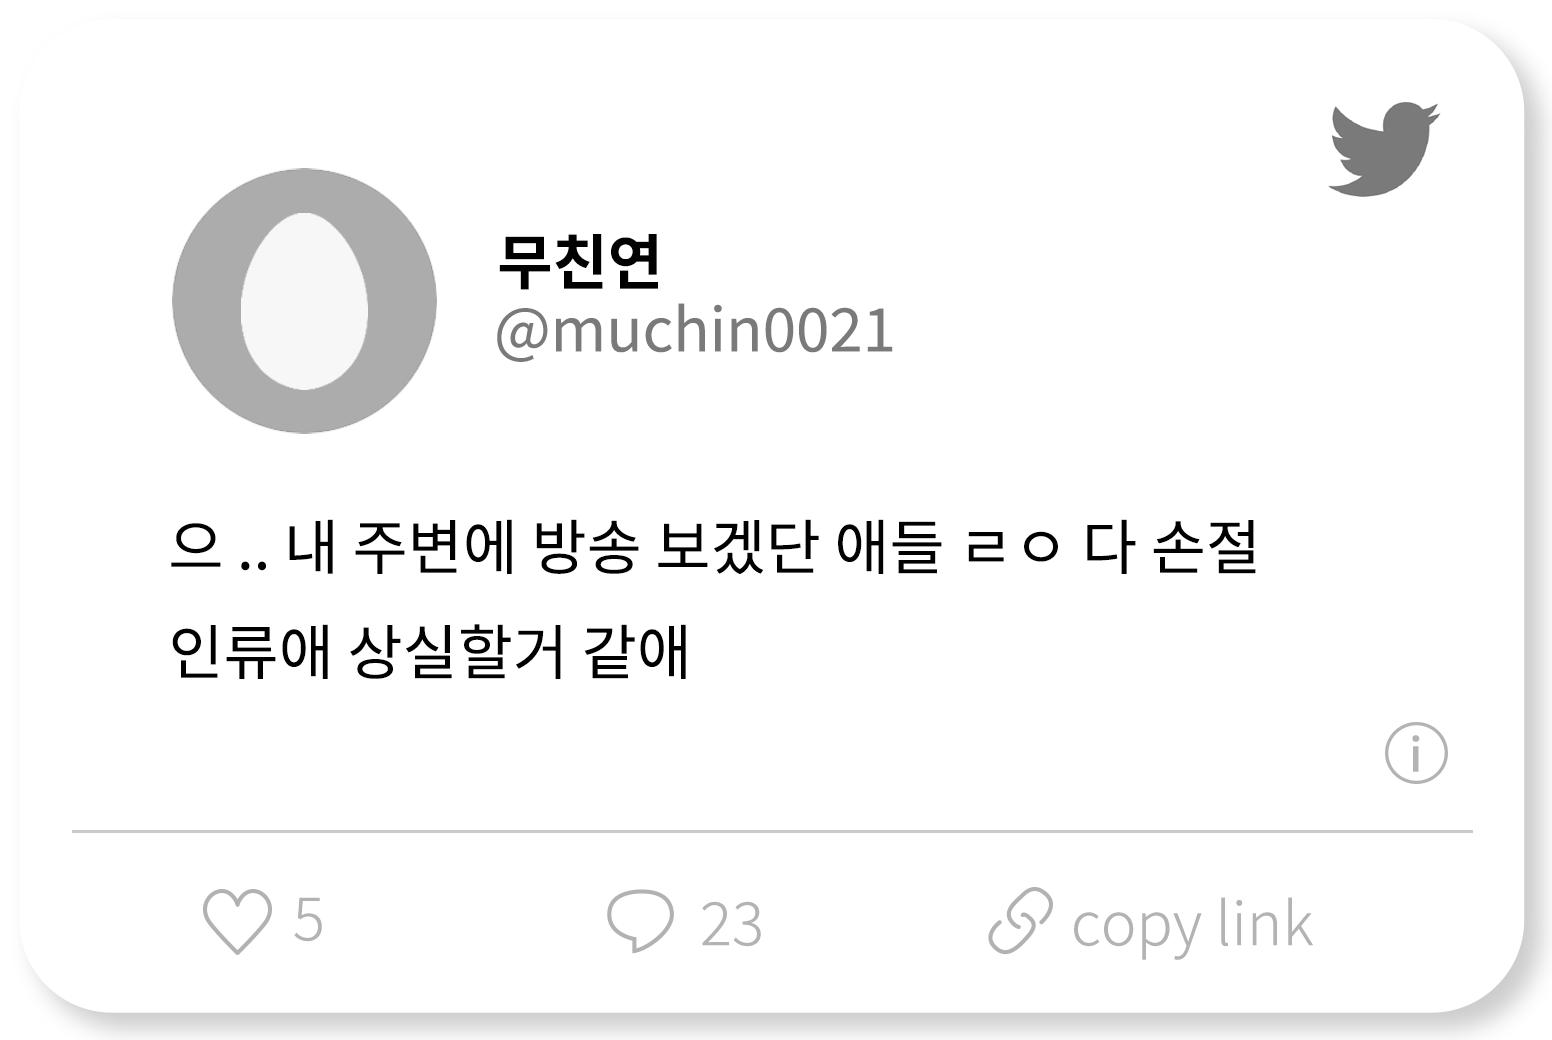 무친연
@muchin0021
으 .. 내 주변에 방송 보겠단 애들 ㄹㅇ 다 손절
인류애 상실할거 같애
i
5 23 copy link